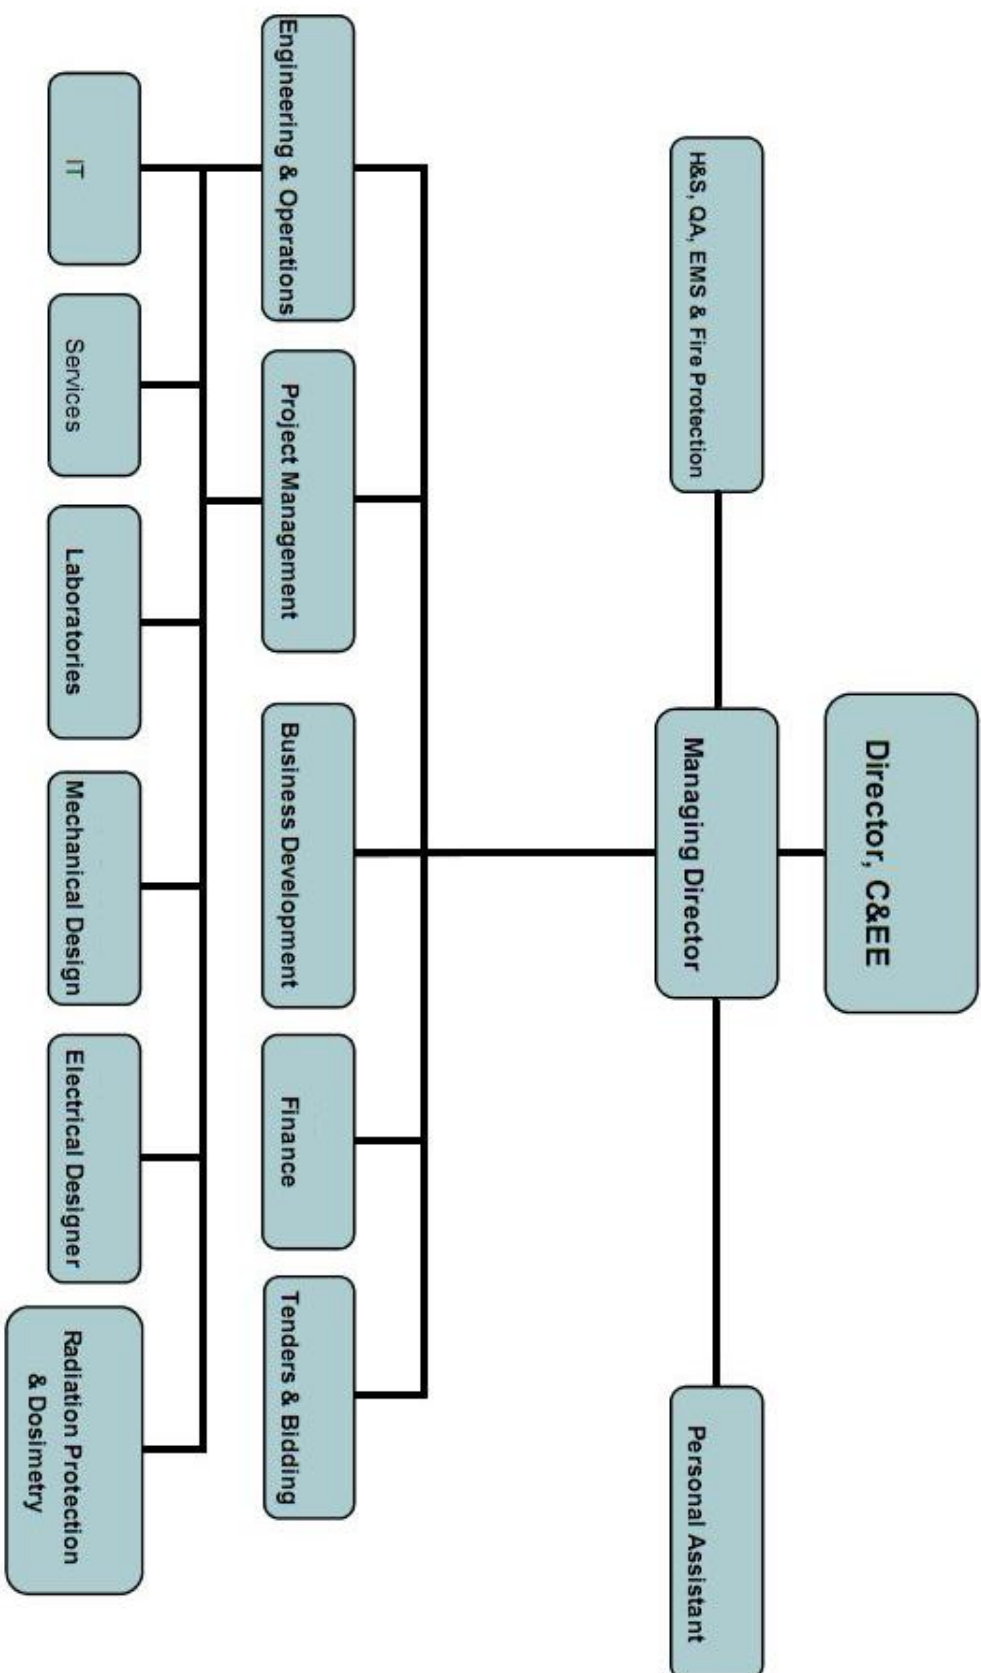 Director, C&EE
H&S, QA, EMS & Fire Protection
Managing Director
Personal Assistant
Engineering & Operations
Project Management
Business Development
Finance
Tenders & Bidding
IT
Services
Laboratories
Mechanical Design
Electrical Designer
Radiation Protection
& Dosimetry